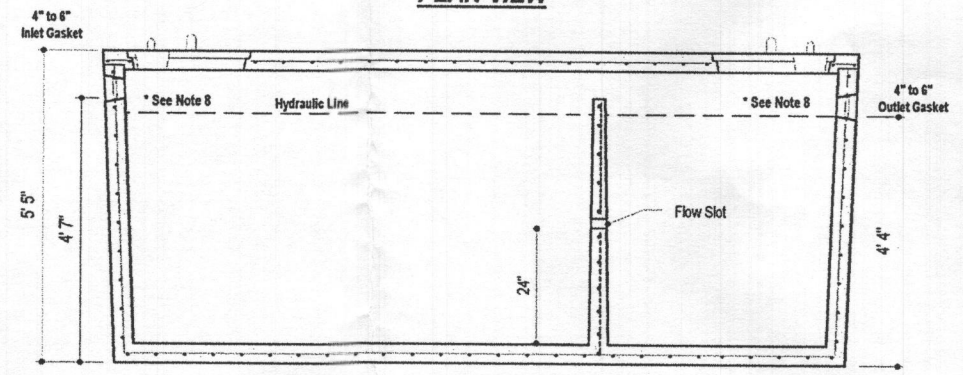 PLAN VIEW
4" to 6"
Inlet Gasket
* See Note 8
Hydraulic Line
* See Note 8
4" to 6"
Outlet Gasket
5' 5"
4' 7"
Flow Slot
24"
4' 4"